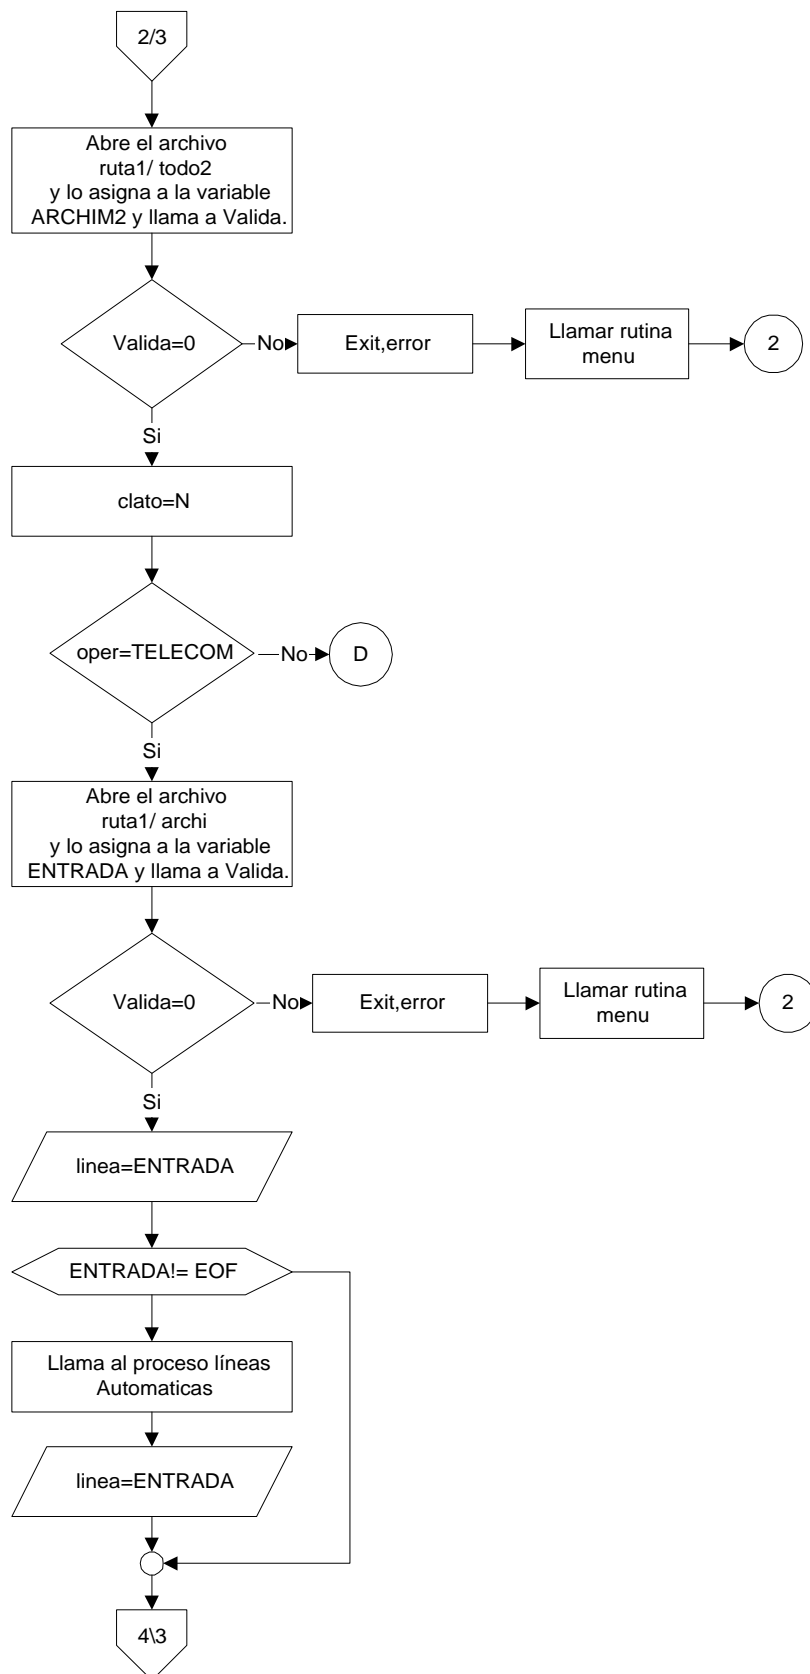 2/3
Abre el archivo
ruta1/ todo2
y lo asigna a la variable
ARCHIM2 y llama a Valida.
Valida=0
No
Exit,error
Llamar rutina
menu
2
Si
clato=N
oper=TELECOM
No
D
Si
Abre el archivo
ruta1/ archi
y lo asigna a la variable
ENTRADA y llama a Valida.
Valida=0
No
Exit,error
Llamar rutina
menu
2
Si
linea=ENTRADA
ENTRADA!= EOF
Llama al proceso líneas
Automaticas
linea=ENTRADA
4\3